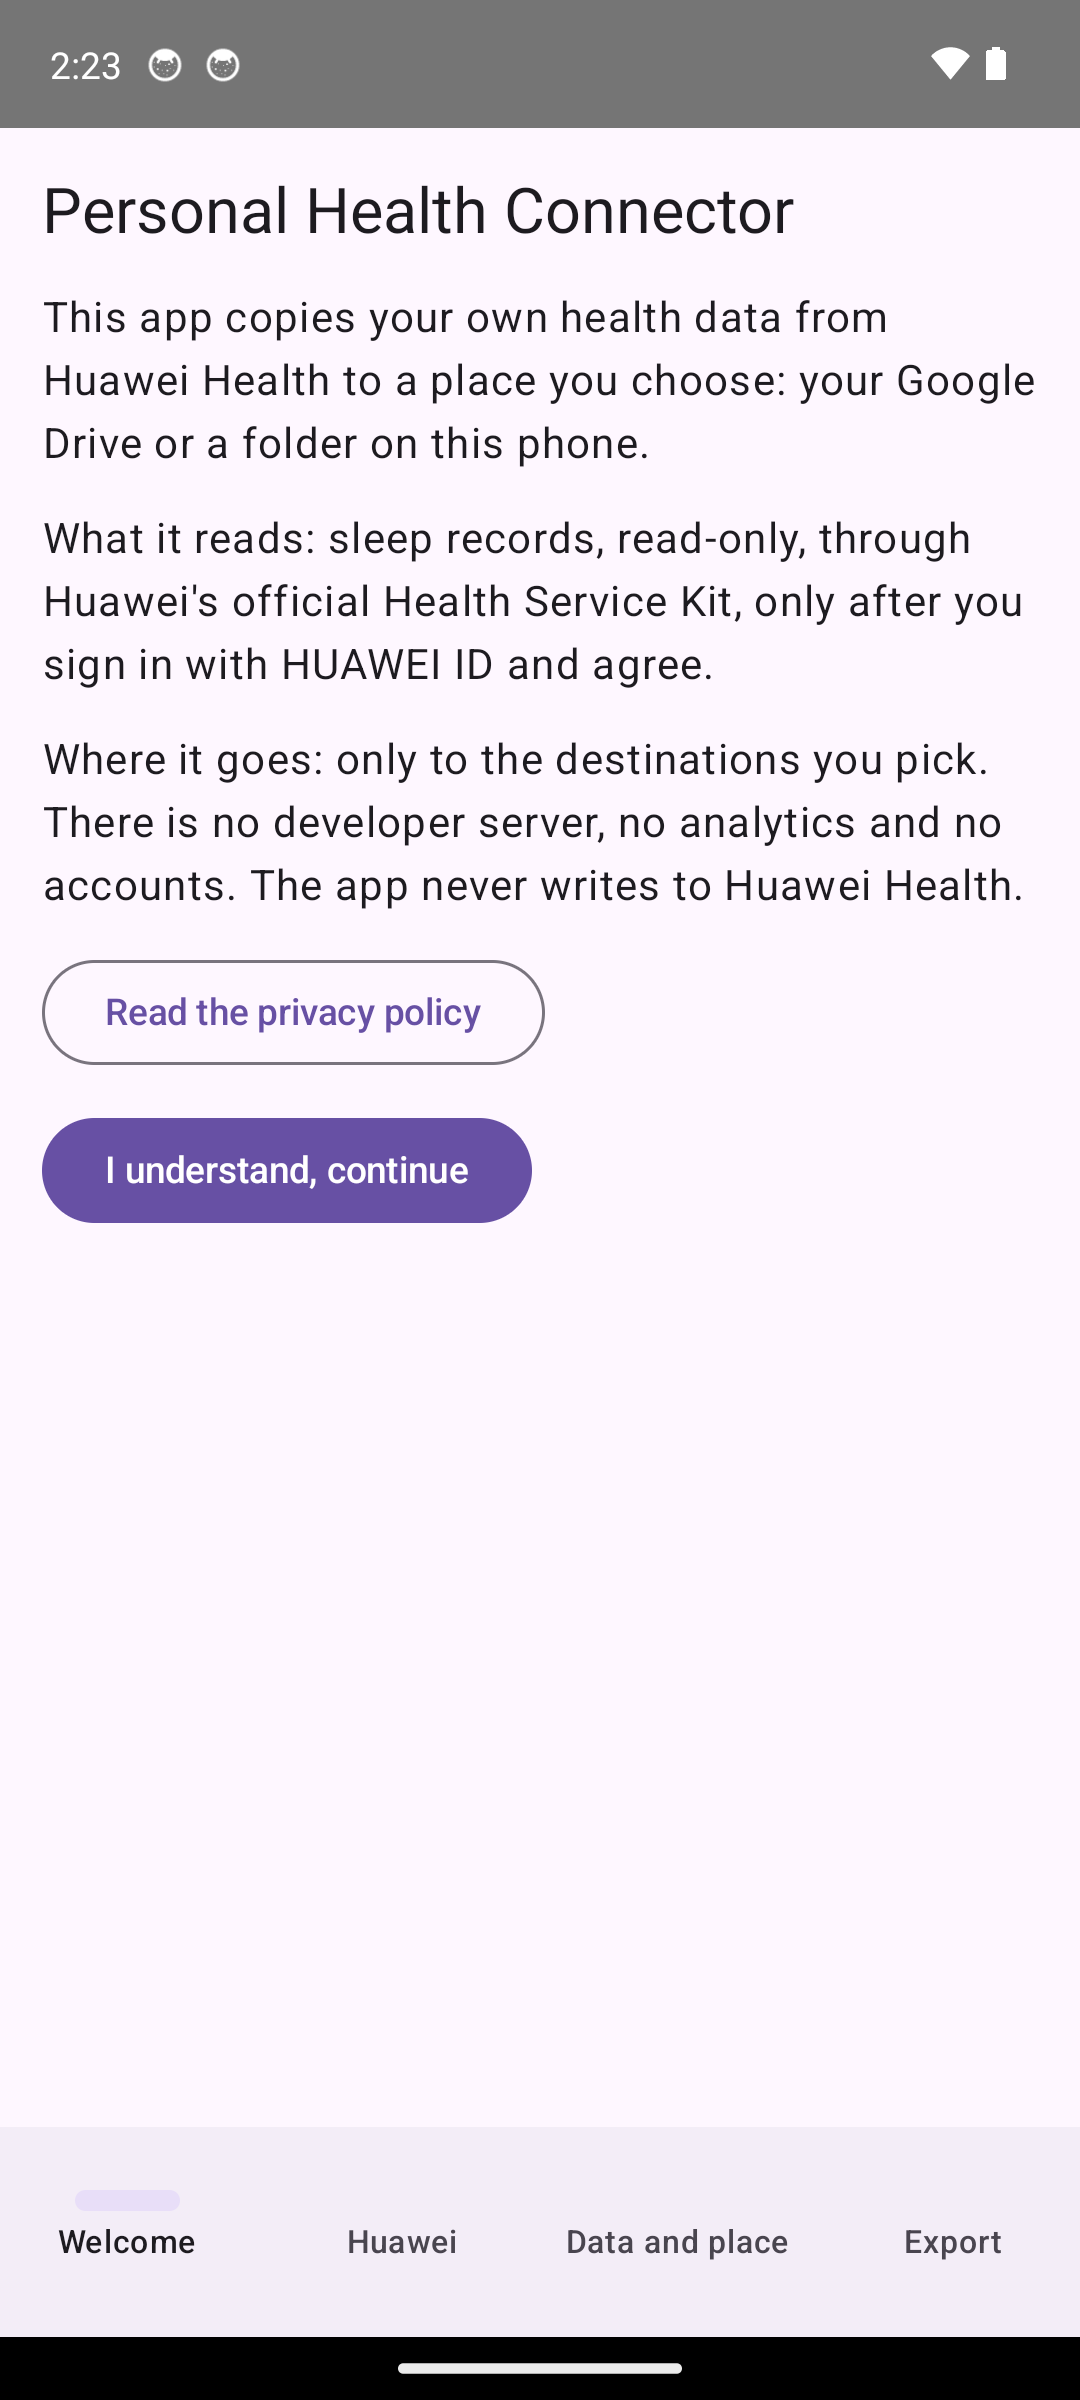 2:23
Personal Health Connector
This app copies your own health data from
Huawei Health to a place you choose: your Google
Drive or a folder on this phone.
What it reads: sleep records, read-only, through
Huawei's official Health Service Kit, only after you
sign in with HUAWEI ID and agree.
Where it goes: only to the destinations you pick.
There is no developer server, no analytics and no
accounts. The app never writes to Huawei Health.
Read the privacy policy
I understand, continue
Welcome Huawei Data and place Export